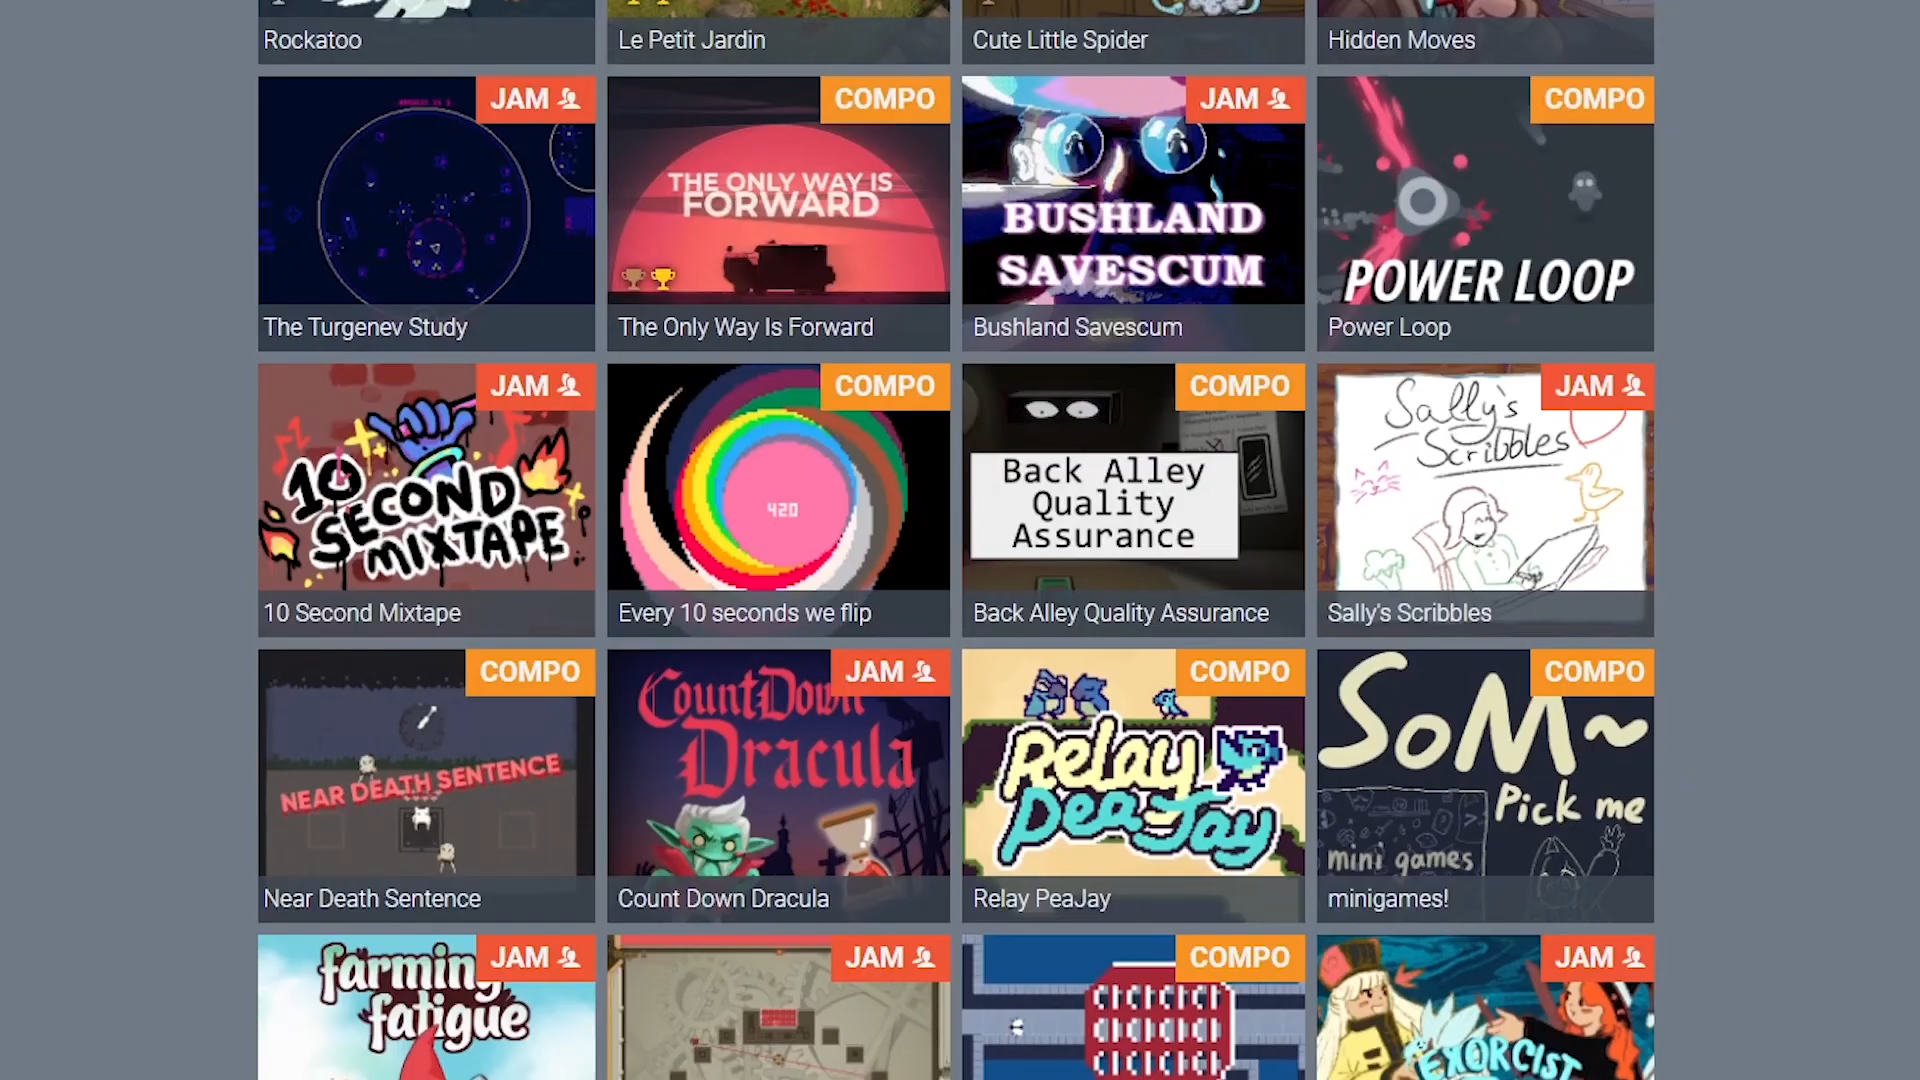 Rockatoo
Le Petit Jardin
Cute Little Spider
Hidden Moves
JAM
COMPO
JAM
COMPO
THE ONLY WAY IS
FORWARD
BUSHLAND
SAVESCUM
POWER LOOP
The Turgenev Study
The Only Way Is Forward
Bushland Savescum
Power Loop
JAM
COMPO
COMPO
JAM
10
SECOND
MIXTAPE
420
Back Alley
Quality
Assurance
Sally's
Scribbles
10 Second Mixtape
Every 10 seconds we flip
Back Alley Quality Assurance
Sally's Scribbles
COMPO
JAM
COMPO
COMPO
NEAR DEATH SENTENCE
CountDown
Dracula
Relay
PeaJay
SoM~
Pick me
mini games
Near Death Sentence
Count Down Dracula
Relay PeaJay
minigames!
JAM
JAM
COMPO
JAM
farming
fatigue
EXORCIST